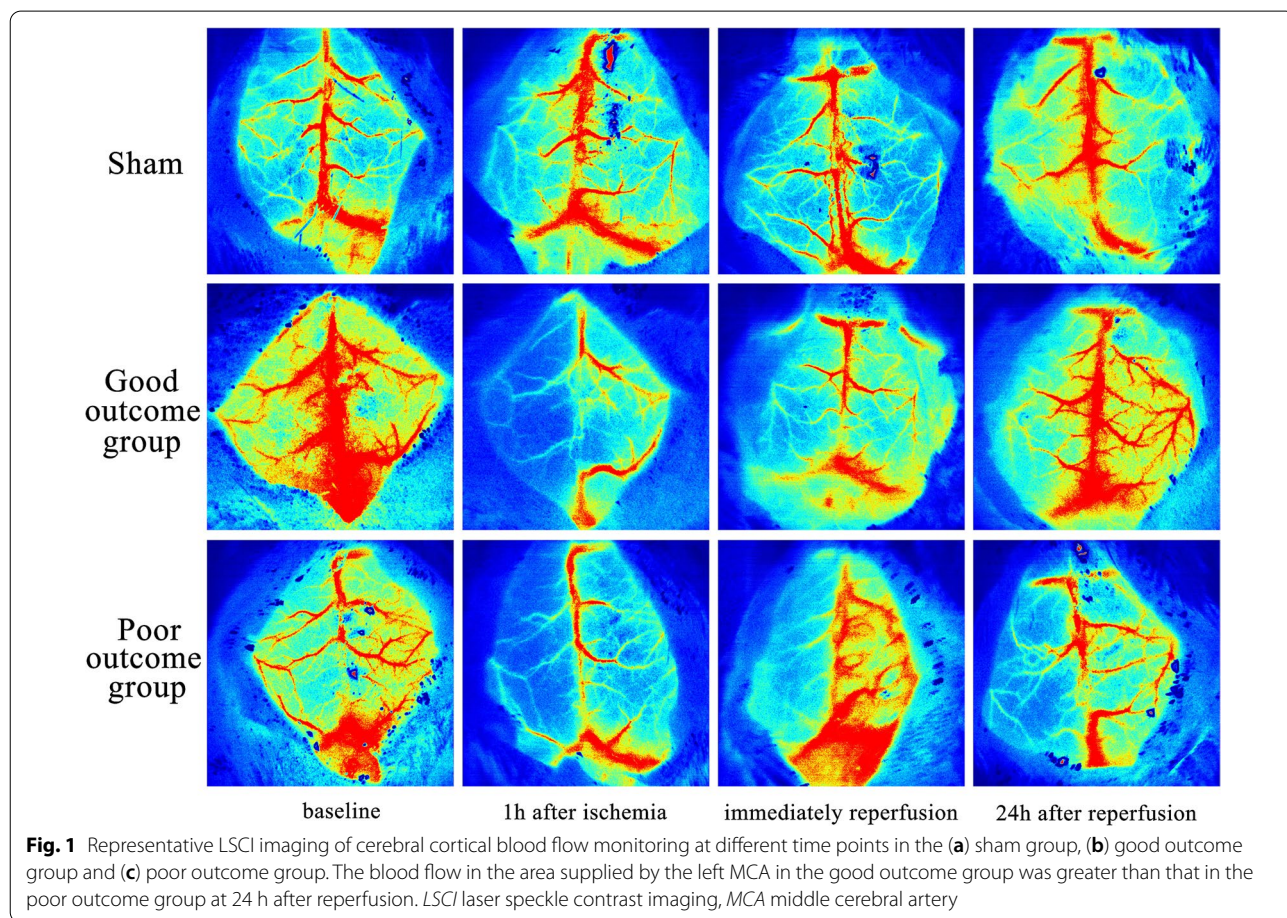 Sham
Good
outcome
group
Poor
outcome
group
baseline
1h after ischemia
immediately reperfusion
24h after reperfusion
Fig. 1 Representative LSCI imaging of cerebral cortical blood flow monitoring at different time points in the (a) sham group, (b) good outcome
group and (c) poor outcome group. The blood flow in the area supplied by the left MCA in the good outcome group was greater than that in the
poor outcome group at 24 h after reperfusion. LSCI laser speckle contrast imaging, MCA middle cerebral artery